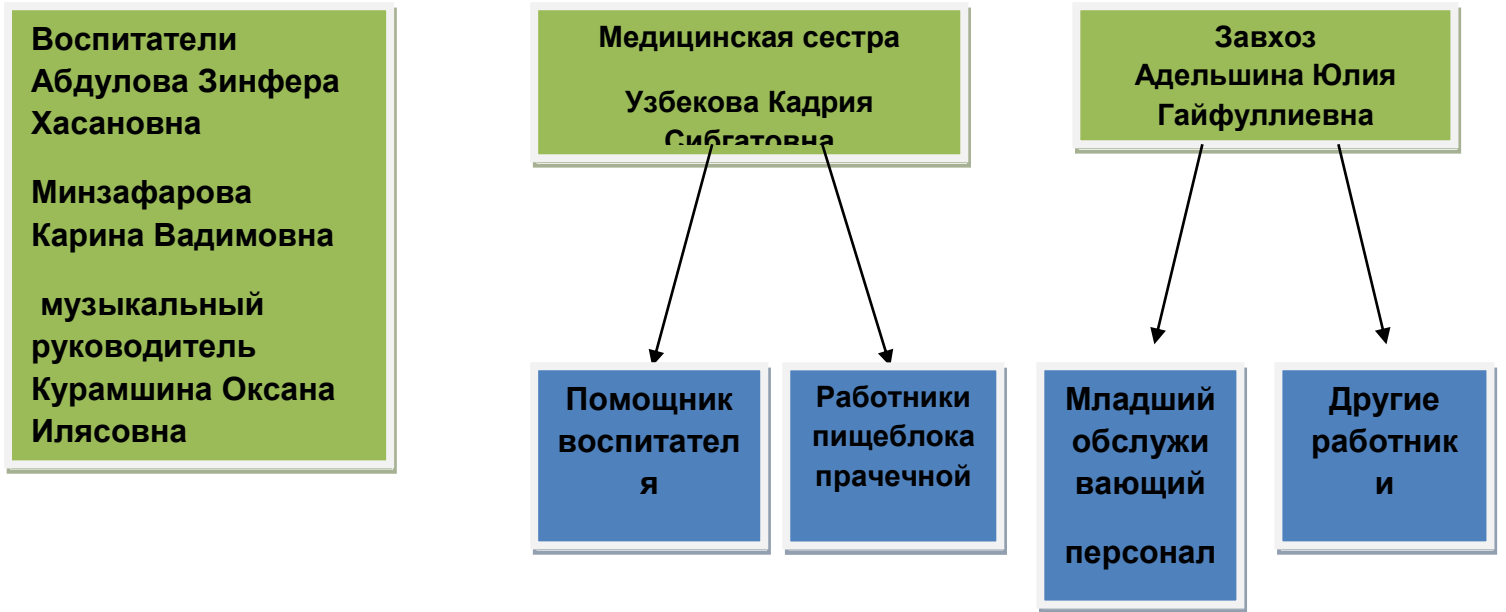 Воспитатели
Абдулова Зинфера
Хасановна
Минзафарова
Карина Вадимовна
музыкальный
руководитель
Курамшина Оксана
Илясовна
Медицинская сестра
Узбекова Кадрия
Сибгатовна
Завхоз
Адельшина Юлия
Гайфуллиевна
Помощник
воспитател
я
Работники
пищеблока
прачечной
Младший
обслужи
вающий
персонал
Другие
работник
и